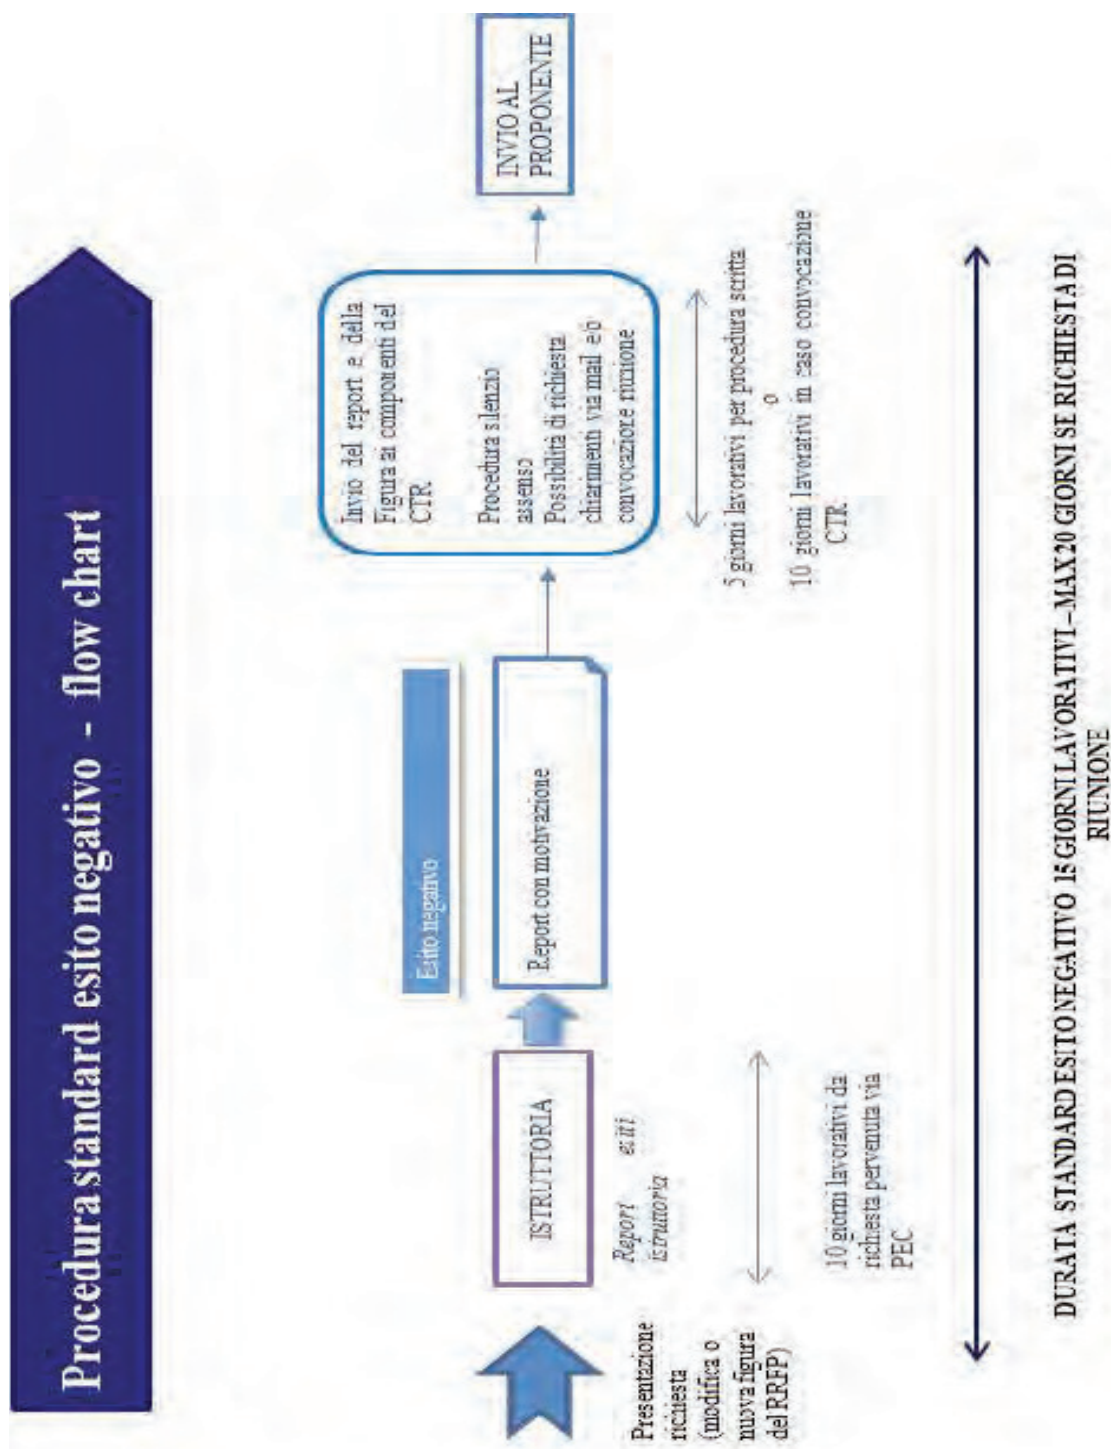 Procedura standard esito negativo - flow chart
Presentazione
richiesta
(modifica o
nuova figura
del RRFP)
ISTRUTTORIA
Report esiti
istruttoria
10 giorni lavorativi da
richiesta pervenuta via
PEC
Esito negativo
Report con motivazione
Invio del report e della
Figura ai componenti del
CTR
Procedura silenzio
assenso
Possibilità di richiesta
chiarimenti via mail e/o
convocazione riunione
5 giorni lavorativi per procedura scritta
o
10 giorni lavorativi in caso convocazione
CTR
INVIO AL
PROPONENTE
DURATA STANDARD ESITO NEGATIVO 15 GIORNI LAVORATIVI – MAX 20 GIORNI SE RICHIESTA DI
RIUNIONE